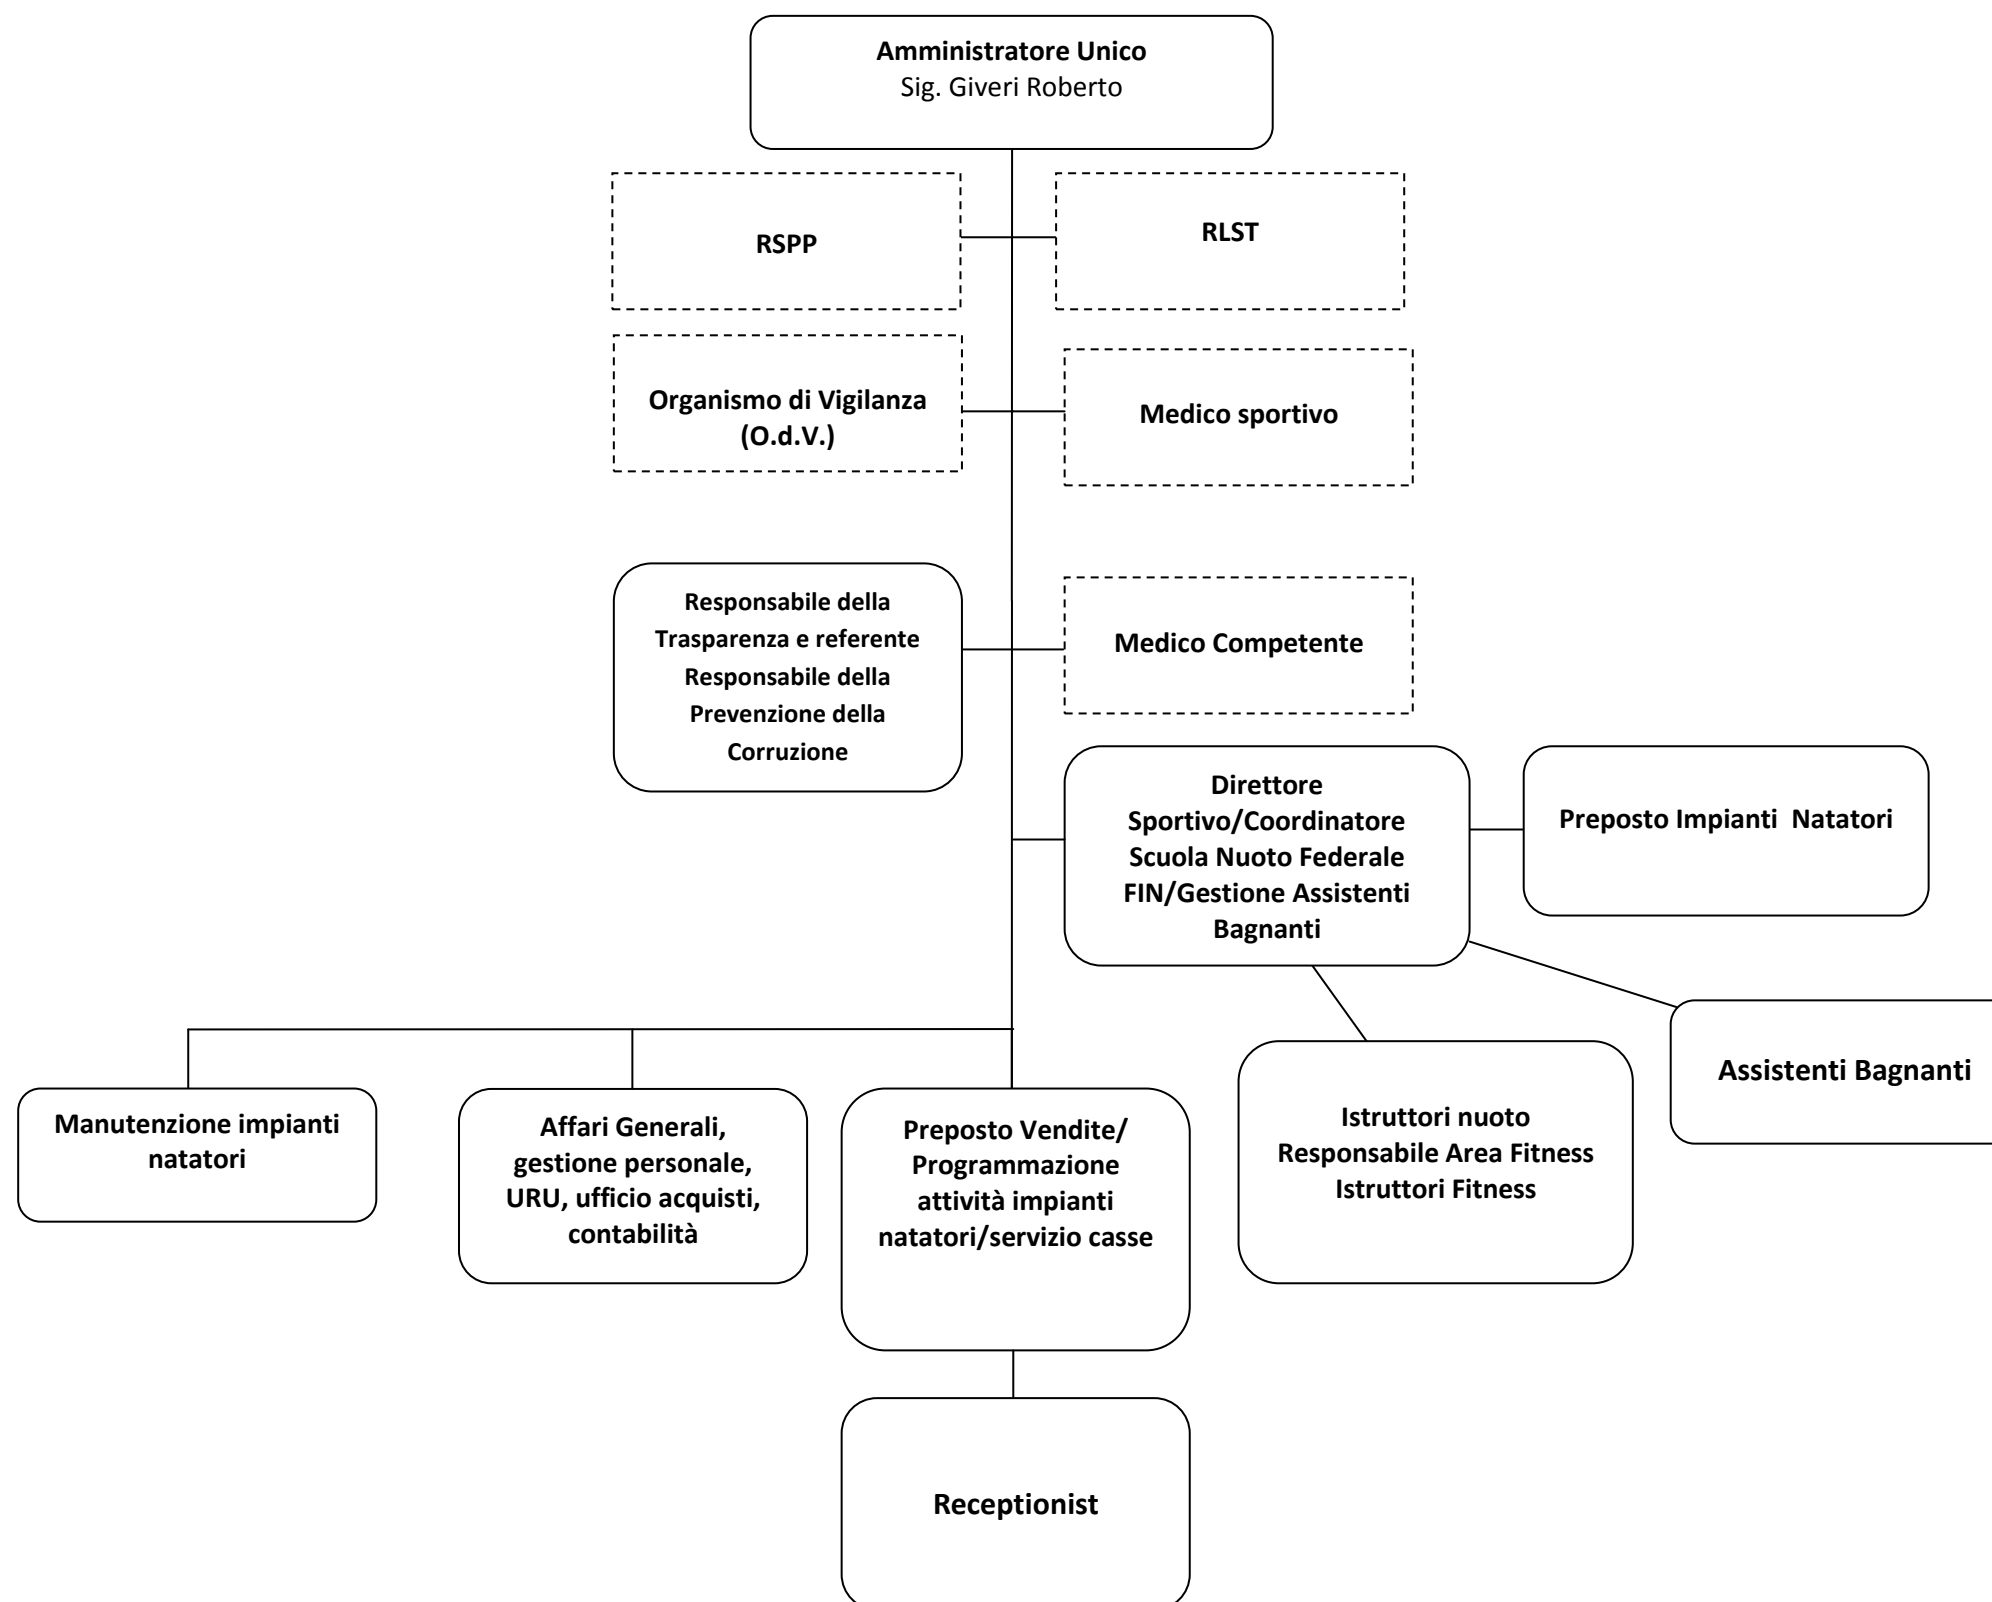 Amministratore Unico
Sig. Giveri Roberto
RSPP
RLST
Organismo di Vigilanza
(O.d.V.)
Medico sportivo
Responsabile della
Trasparenza e referente
Responsabile della
Prevenzione della
Corruzione
Medico Competente
Direttore
Sportivo/Coordinatore
Scuola Nuoto Federale
FIN/Gestione Assistenti
Bagnanti
Preposto Impianti  Natatori
Assistenti Bagnanti
Manutenzione impianti
natatori
Affari Generali,
gestione personale,
URU, ufficio acquisti,
contabilità
Preposto Vendite/
Programmazione
attività impianti
natatori/servizio casse
Istruttori nuoto
Responsabile Area Fitness
Istruttori Fitness
Receptionist